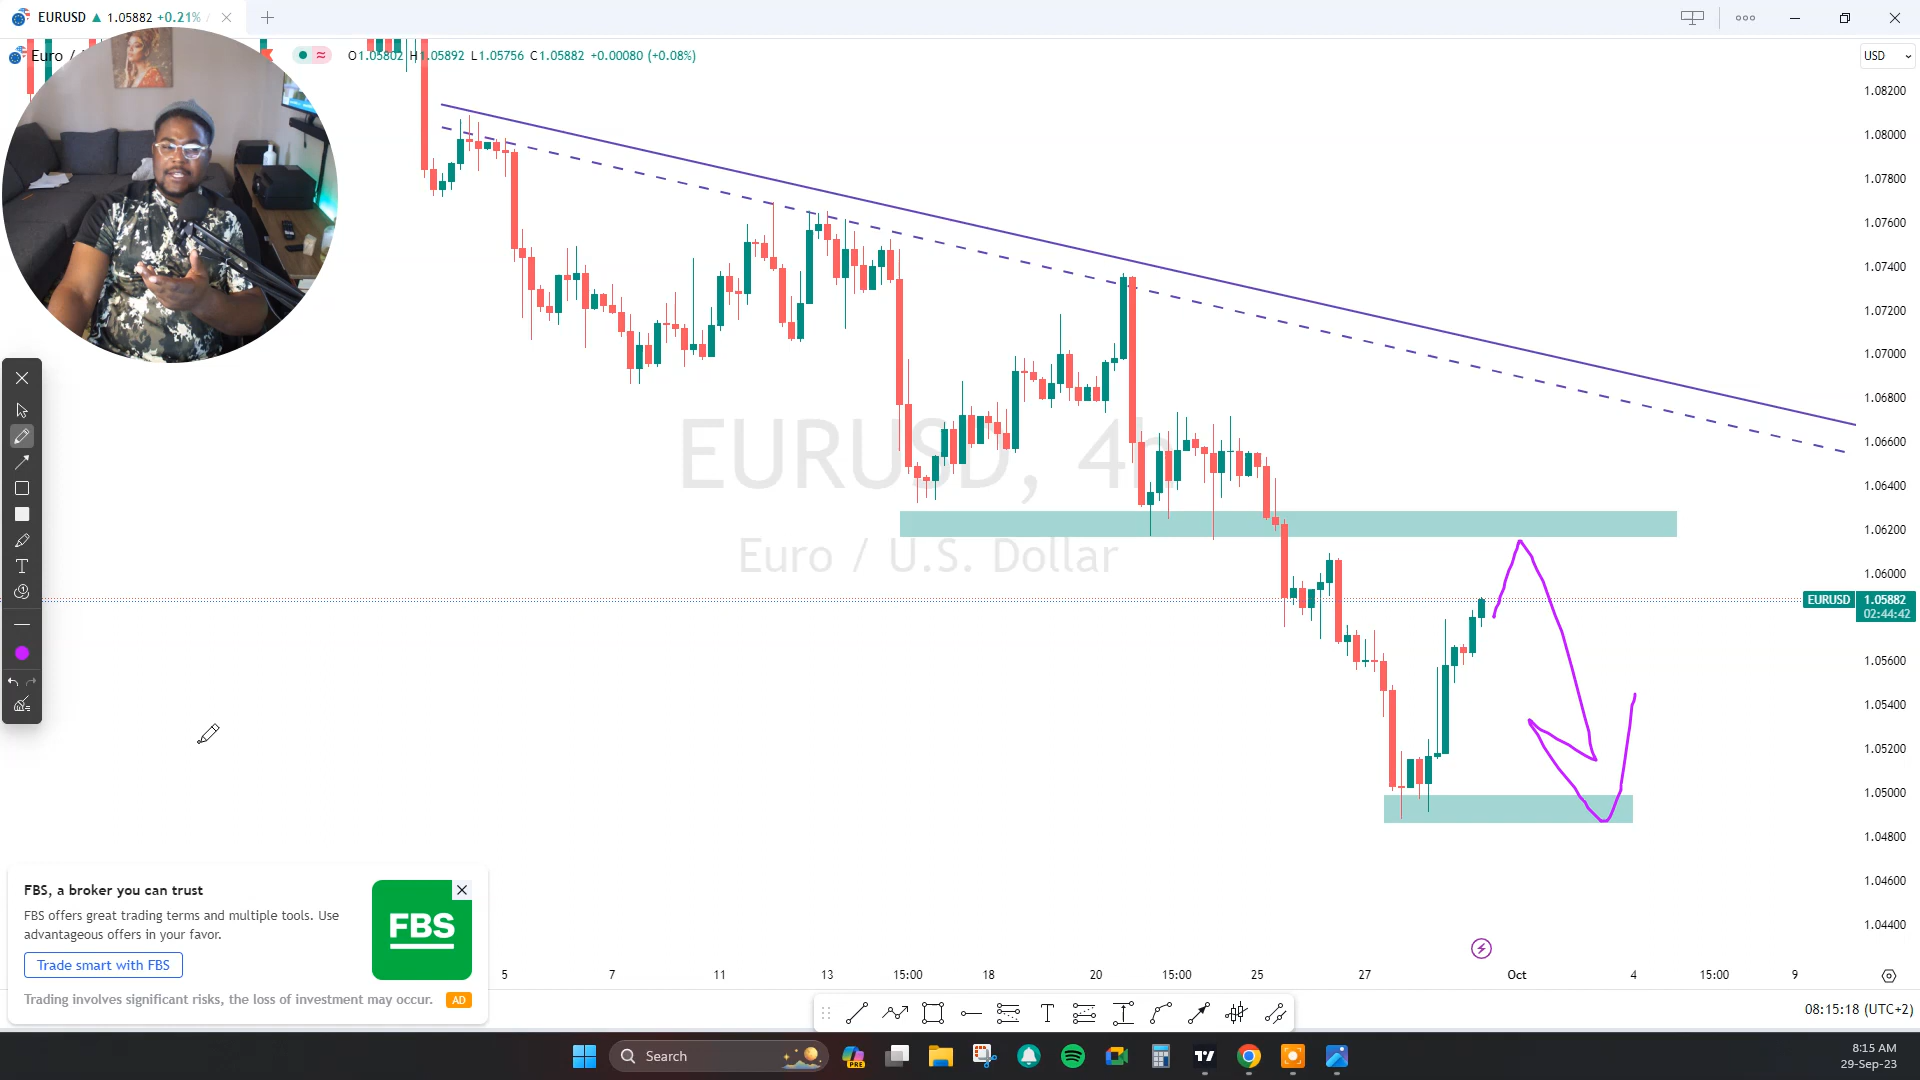 EURUSD ▲ 1.05882 +0.21% /
Euro /
O1.05802 H1.05892 L1.05756 C1.05882 +0.00080 (+0.08%)
USD
1.08200
1.08000
1.07800
1.07600
1.07400
1.07200
1.07000
1.06800
1.06600
1.06400
1.06200
1.06000
EURUSD 1.05882
02:44:42
1.05600
1.05400
1.05200
1.05000
1.04800
1.04600
1.04400
EURUSD, 4h
Euro / U.S. Dollar
FBS, a broker you can trust
FBS offers great trading terms and multiple tools. Use
advantageous offers in your favor.
Trade smart with FBS
Trading involves significant risks, the loss of investment may occur. AD
FBS
5 7 11 13 15:00 18 20 15:00 25 27 Oct 4 15:00 9
08:15:18 (UTC+2)
Search
PRE
8:15 AM
29-Sep-23